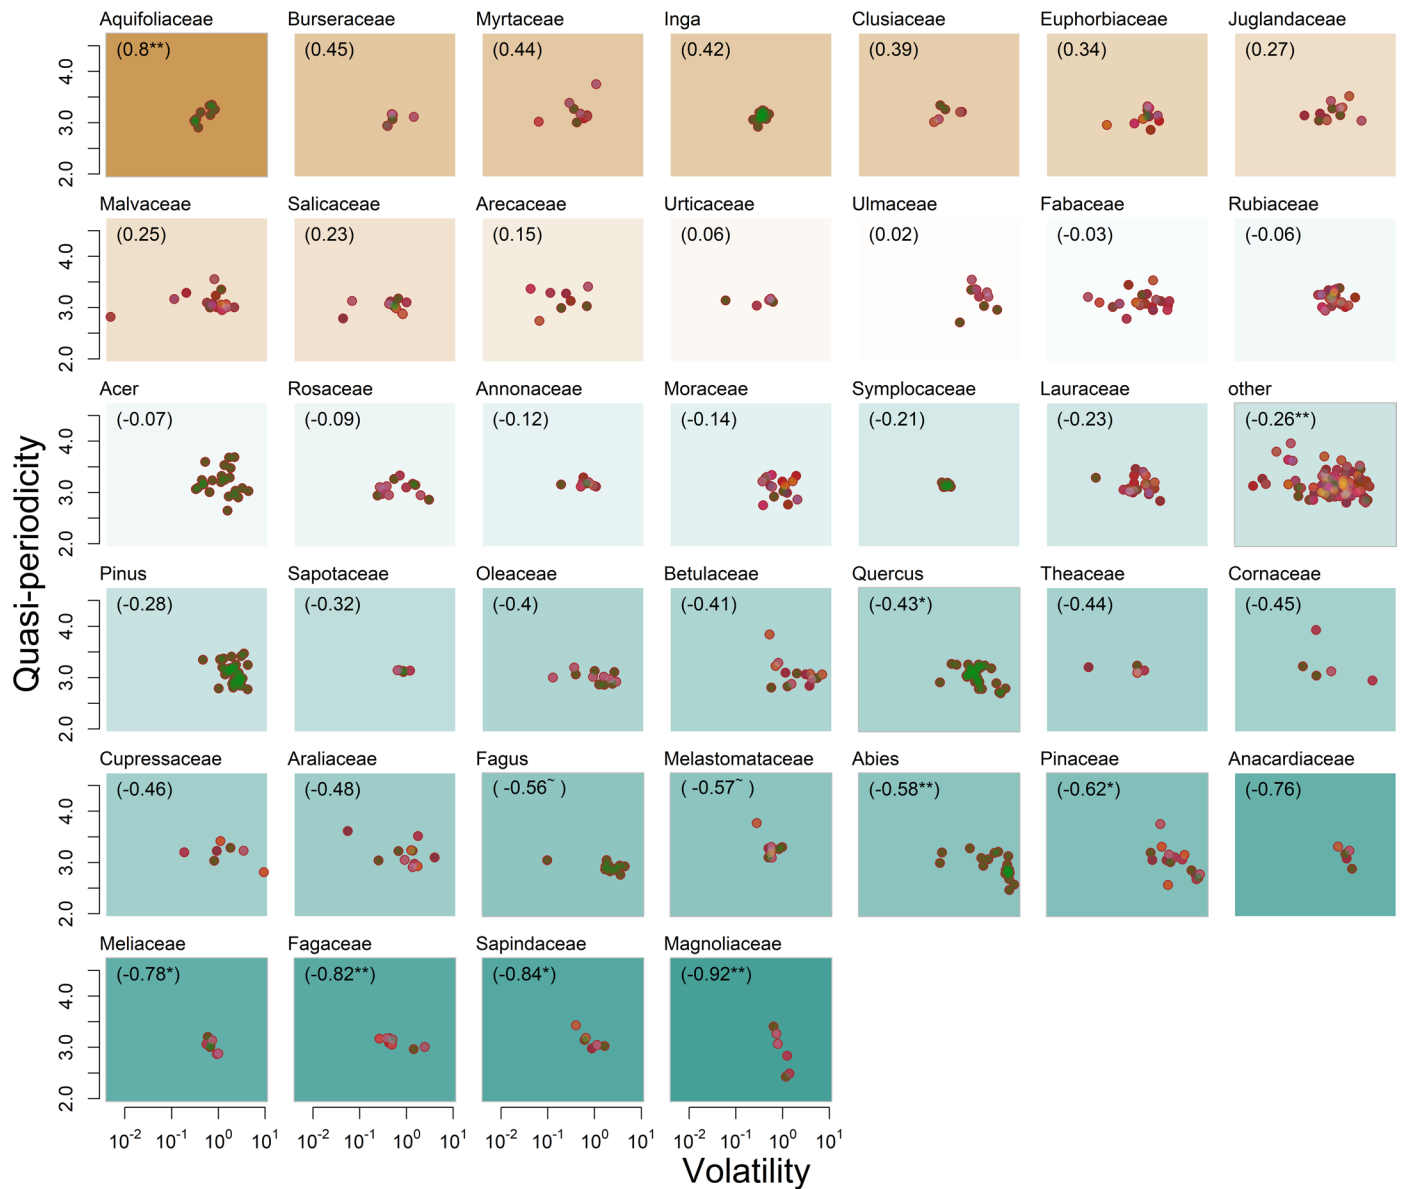 Aquifoliaceae Burseraceae Myrtaceae Inga Clusiaceae Euphorbiaceae Juglandaceae
(0.8**) (0.45) (0.44) (0.42) (0.39) (0.34) (0.27)
4.0
3.0
2.0
Malvaceae Salicaceae Arecaceae Urticaceae Ulmaceae Fabaceae Rubiaceae
(0.25) (0.23) (0.15) (0.06) (0.02) (-0.03) (-0.06)
4.0
3.0
2.0
Acer Rosaceae Annonaceae Moraceae Symplocaceae Lauraceae other
(-0.07) (-0.09) (-0.12) (-0.14) (-0.21) (-0.23) (-0.26**)
4.0
3.0
2.0
Quasi-periodicity
Pinus Sapotaceae Oleaceae Betulaceae Quercus Theaceae Cornaceae
(-0.28) (-0.32) (-0.4) (-0.41) (-0.43*) (-0.44) (-0.45)
4.0
3.0
2.0
Cupressaceae Araliaceae Fagus Melastomataceae Abies Pinaceae Anacardiaceae
(-0.46) (-0.48) ( -0.56~ ) ( -0.57~ ) (-0.58**) (-0.62*) (-0.76)
4.0
3.0
2.0
Meliaceae Fagaceae Sapindaceae Magnoliaceae
(-0.78*) (-0.82**) (-0.84*) (-0.92**)
4.0
3.0
2.0
10⁻² 10⁻¹ 10⁰ 10¹ 10⁻² 10⁻¹ 10⁰ 10¹ 10⁻² 10⁻¹ 10⁰ 10¹ 10⁻² 10⁻¹ 10⁰ 10¹
Volatility